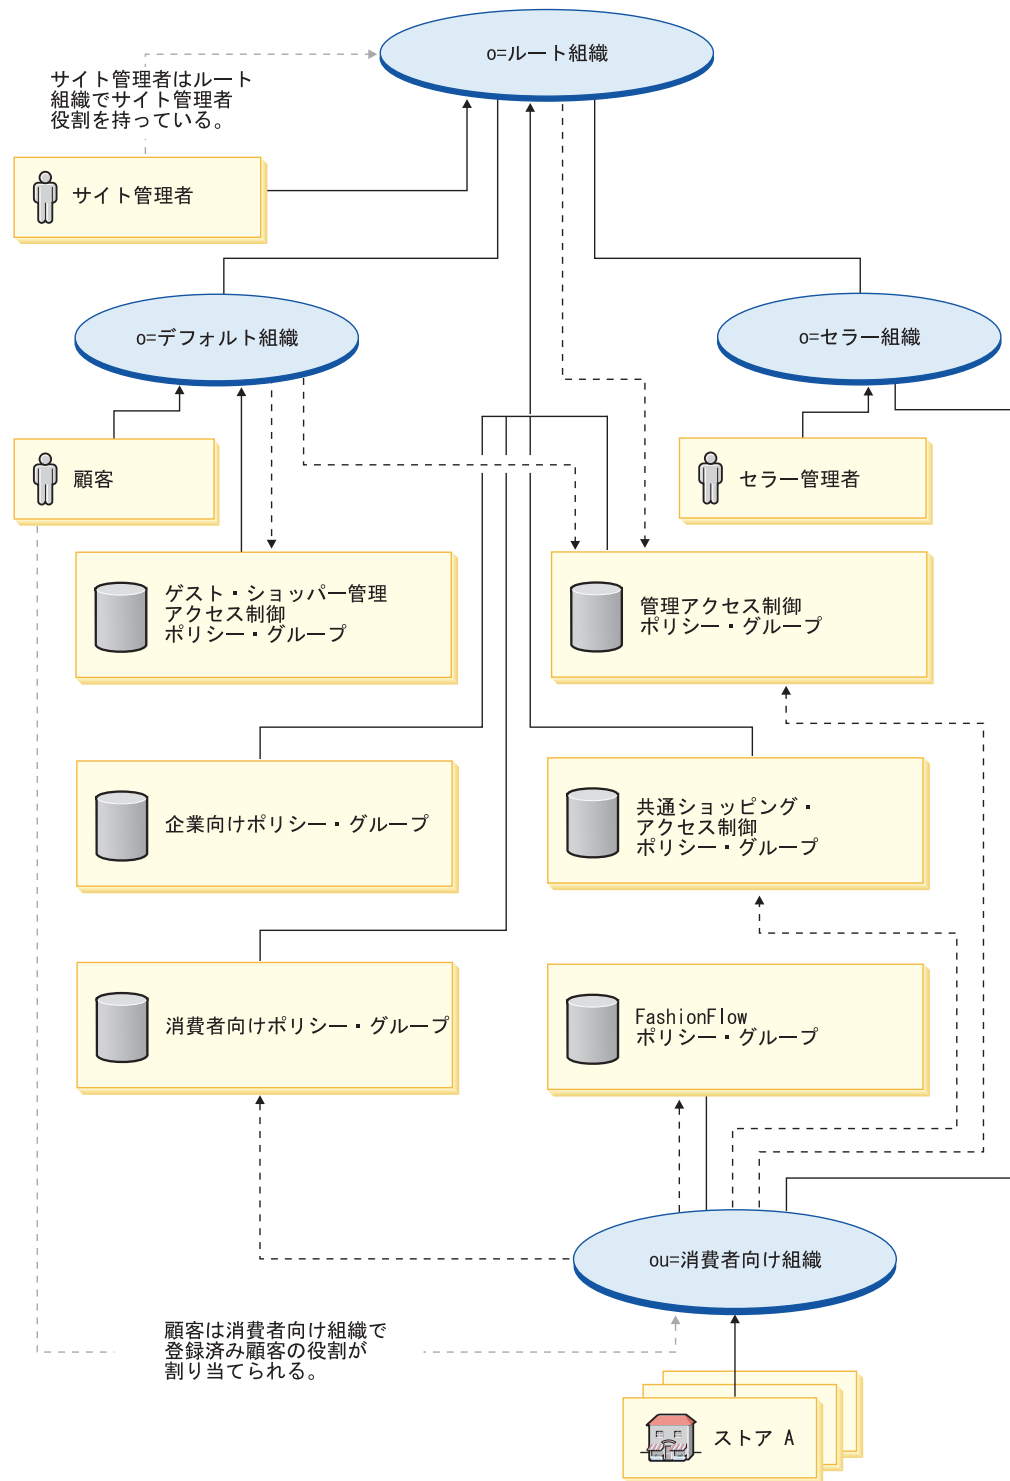 o=ルート組織
サイト管理者はルート
組織でサイト管理者
役割を持っている。
サイト管理者
o=デフォルト組織
o=セラー組織
顧客
セラー管理者
ゲスト・ショッパー管理
アクセス制御
ポリシー・グループ
管理アクセス制御
ポリシー・グループ
企業向けポリシー・グループ
共通ショッピング・
アクセス制御
ポリシー・グループ
消費者向けポリシー・グループ
FashionFlow
ポリシー・グループ
ou=消費者向け組織
顧客は消費者向け組織で
登録済み顧客の役割が
割り当てられる。
ストア A